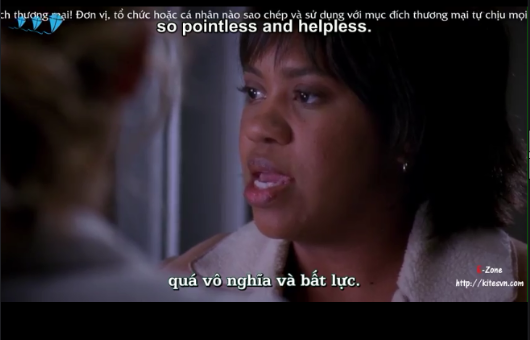 ch thương mại! Đơn vị, tổ chức hoặc cá nhân nào sao chép và sử dụng với mục đích thương mại tự chịu mọi
so pointless and helpless.
quá vô nghĩa và bất lực.
-Zone
http://kitesvn.com